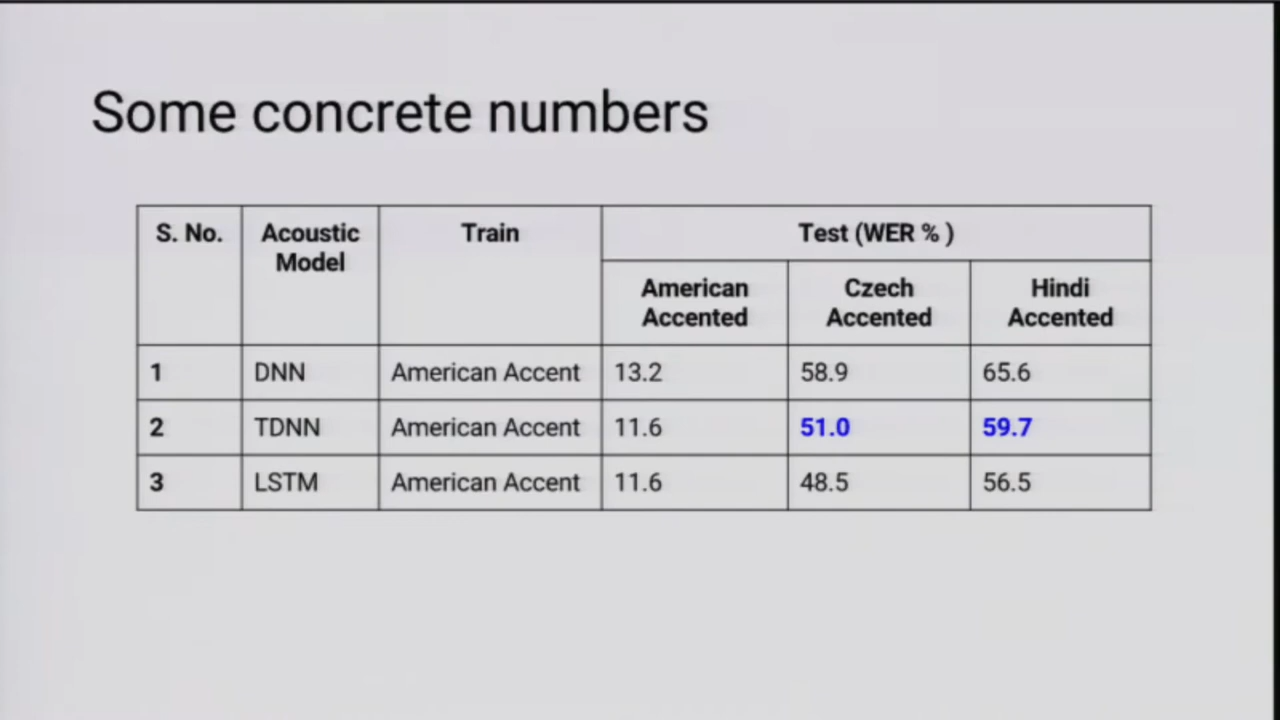 Some concrete numbers
S. No. Acoustic Model Train Test (WER % )
American Accented Czech Accented Hindi Accented
1 DNN American Accent 13.2 58.9 65.6
2 TDNN American Accent 11.6 51.0 59.7
3 LSTM American Accent 11.6 48.5 56.5